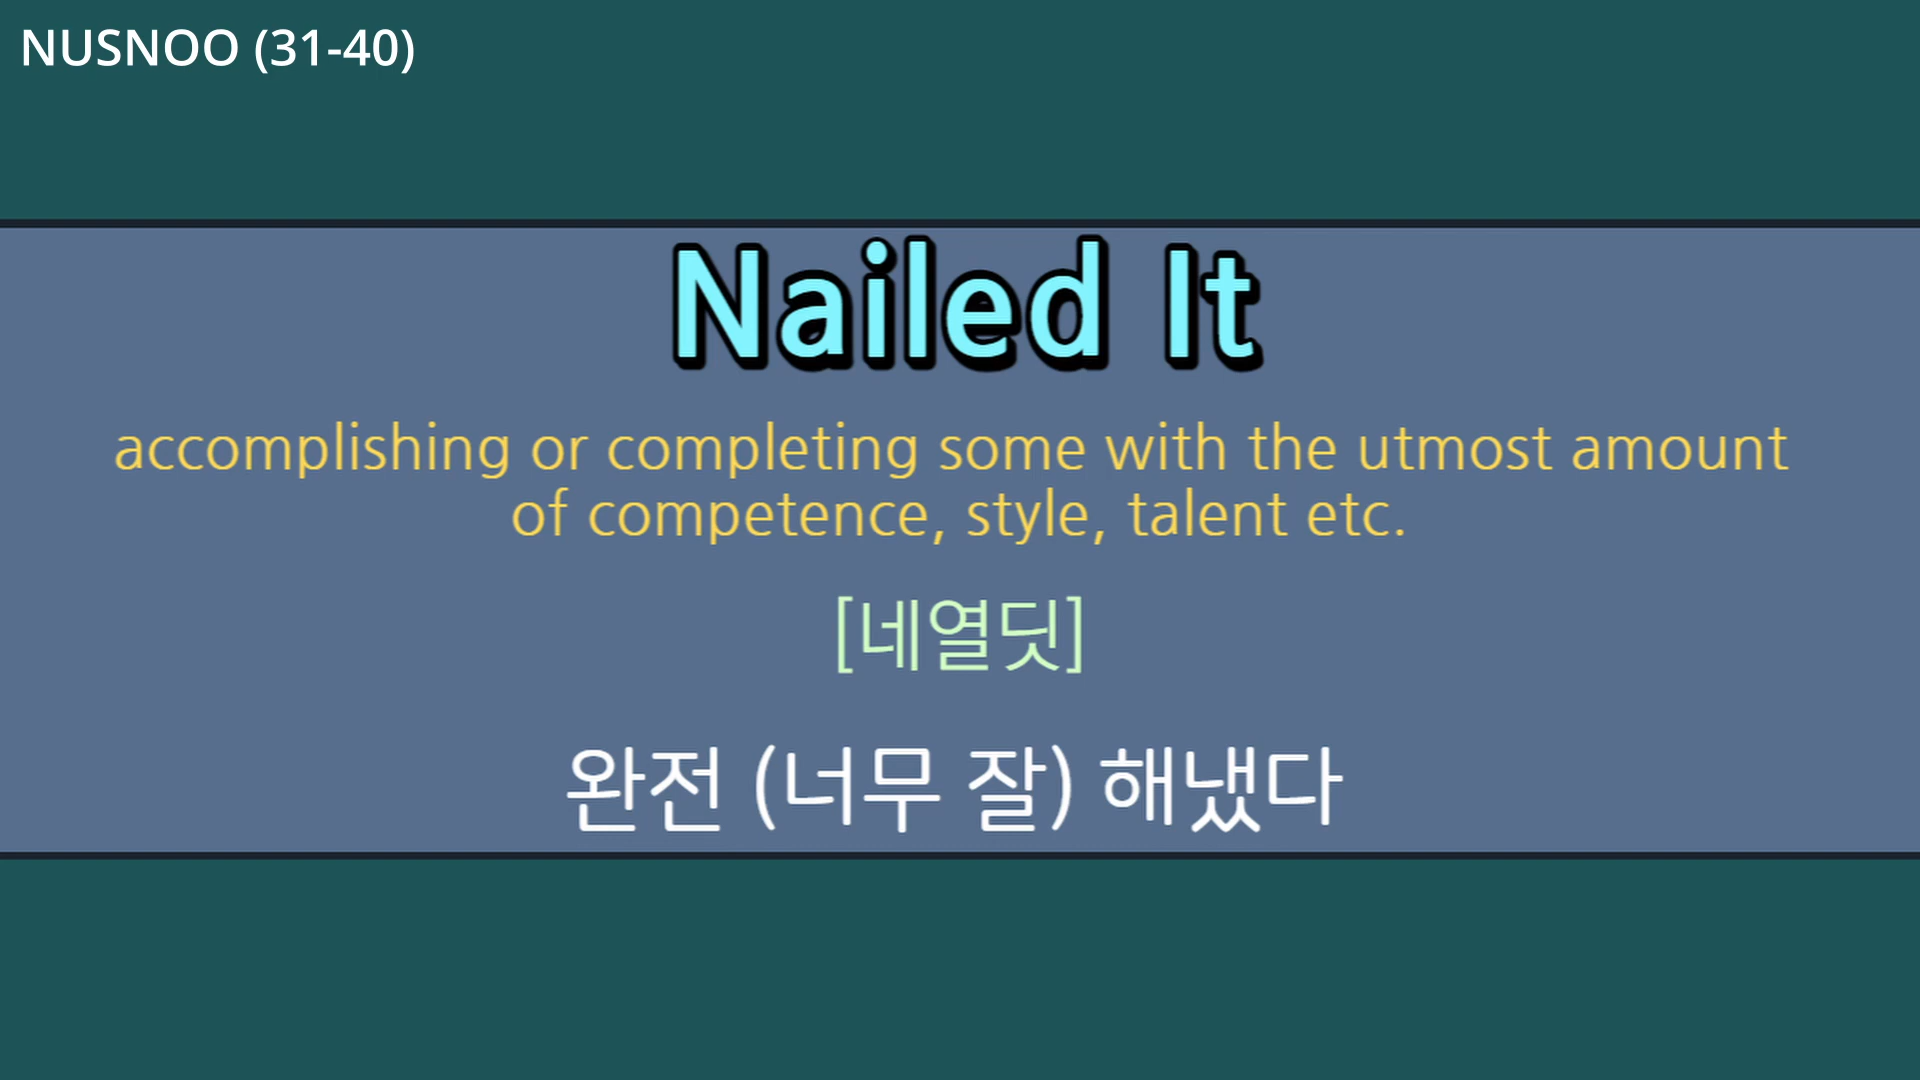 NUSNOO (31-40)
Nailed It
accomplishing or completing some with the utmost amount
of competence, style, talent etc.
[네열딧]
완전 (너무 잘) 해냈다